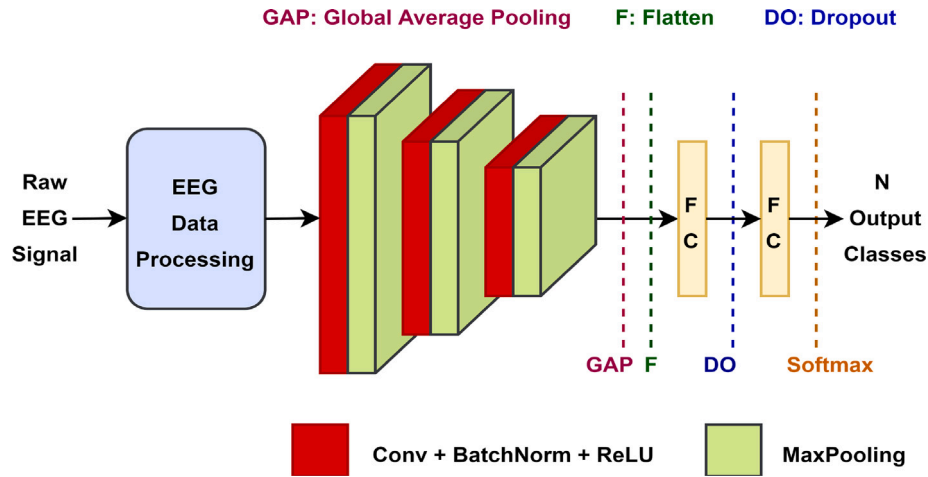 GAP: Global Average Pooling F: Flatten DO: Dropout
Raw
EEG
Signal
EEG
Data
Processing
F
C
F
C
N
Output
Classes
GAP F DO Softmax
Conv + BatchNorm + ReLU MaxPooling